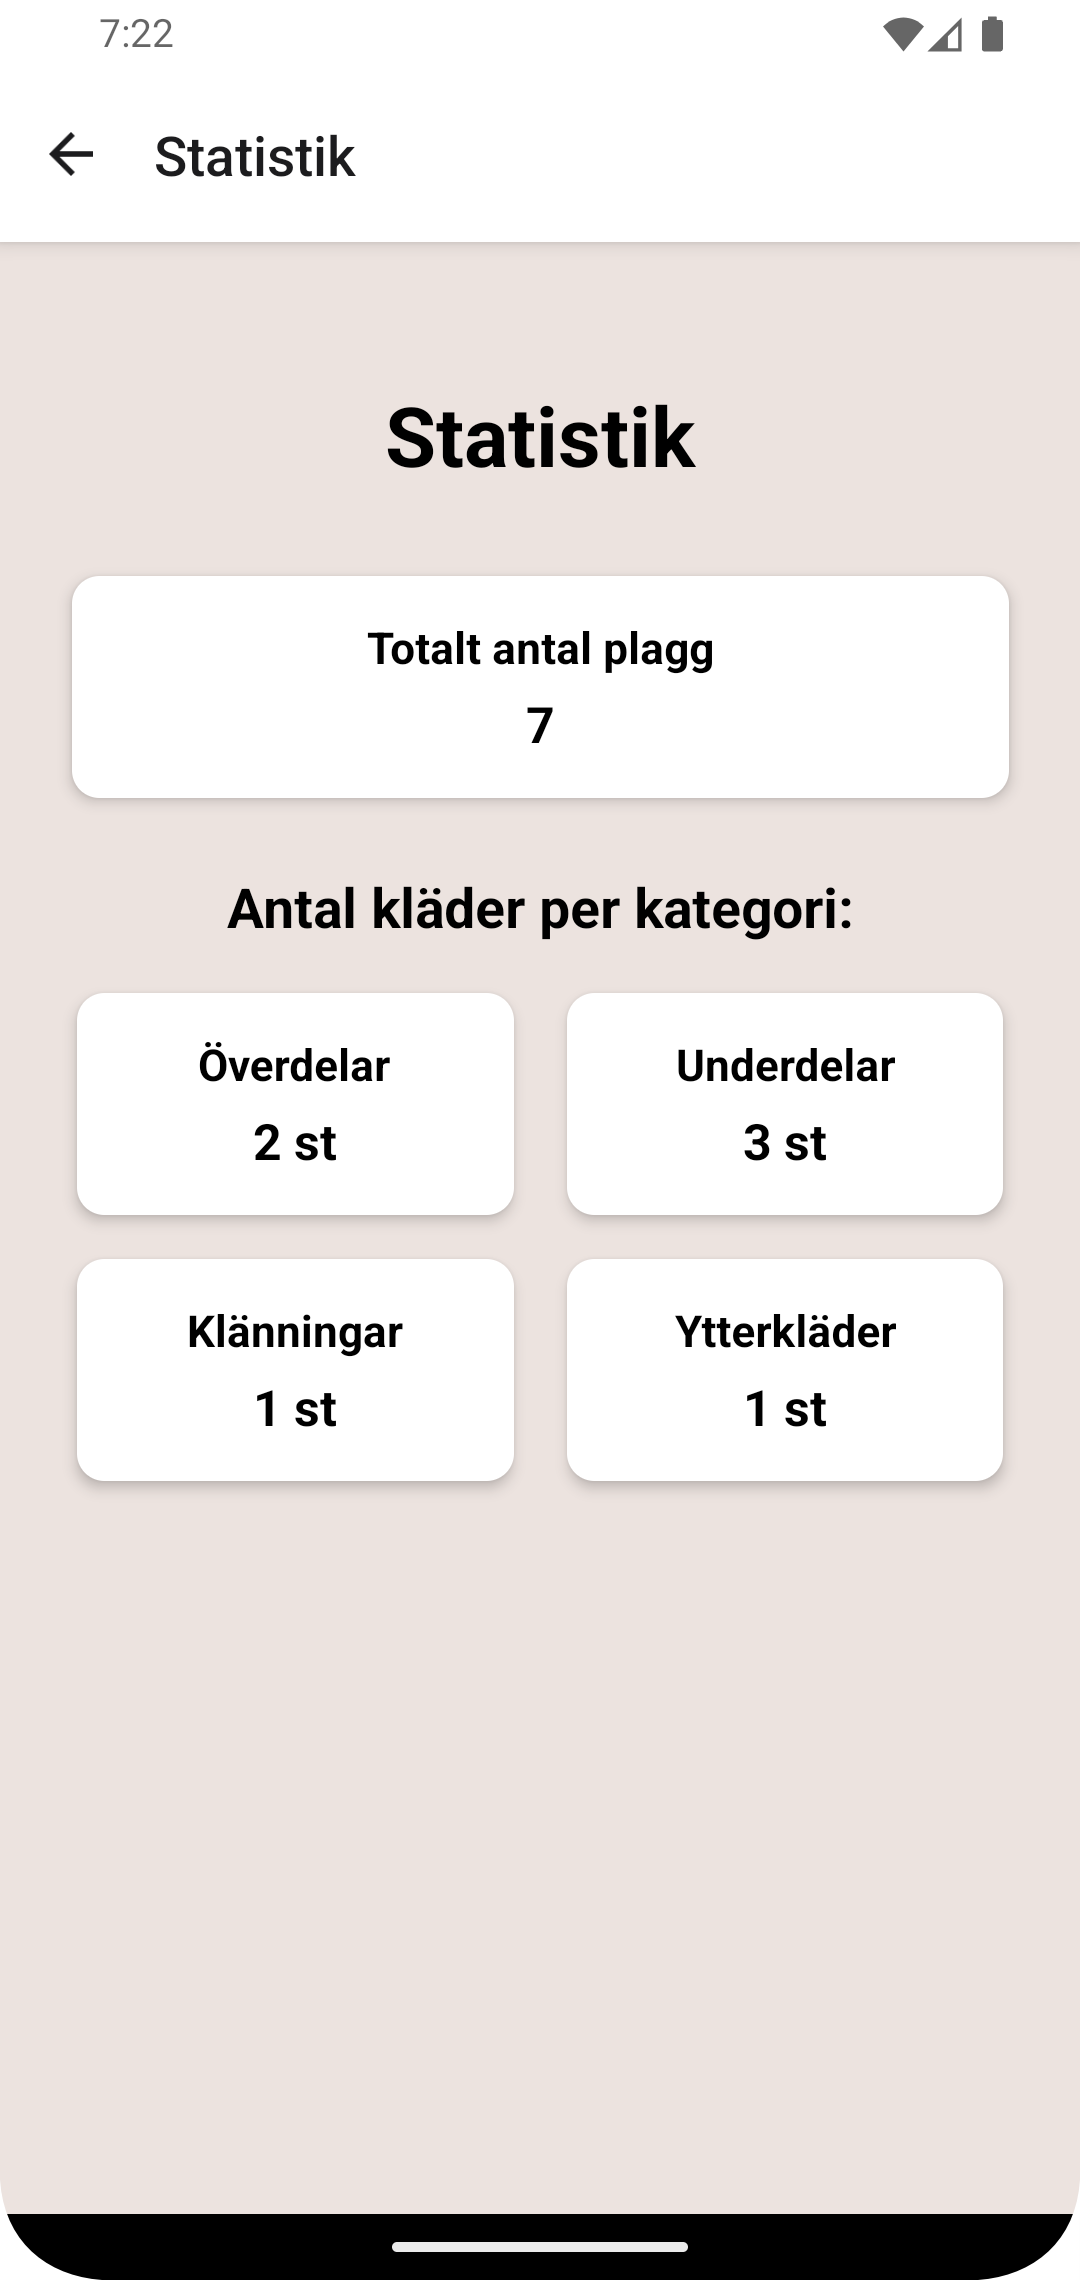 7:22
Statistik
Statistik
Totalt antal plagg
7
Antal kläder per kategori:
Överdelar
2 st
Underdelar
3 st
Klänningar
1 st
Ytterkläder
1 st